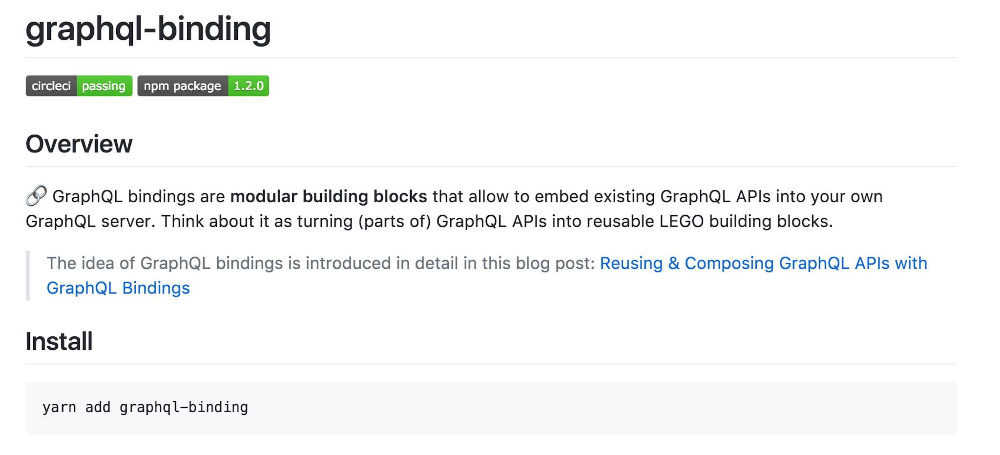 graphql-binding
circleci passing npm package 1.2.0
Overview
🔗 GraphQL bindings are modular building blocks that allow to embed existing GraphQL APIs into your own
GraphQL server. Think about it as turning (parts of) GraphQL APIs into reusable LEGO building blocks.
The idea of GraphQL bindings is introduced in detail in this blog post: Reusing & Composing GraphQL APIs with
GraphQL Bindings
Install
yarn add graphql-binding